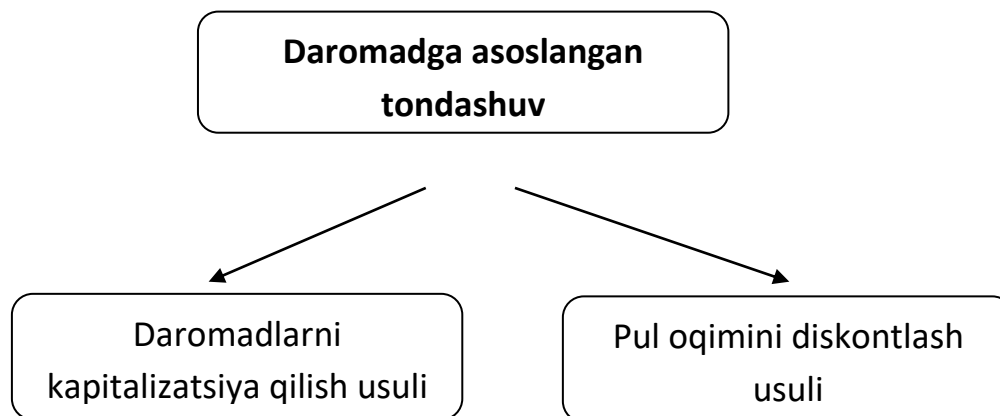 Daromadga asoslangan
tondashuv
Daromadlarni
kapitalizatsiya qilish usuli
Pul oqimini diskontlash
usuli